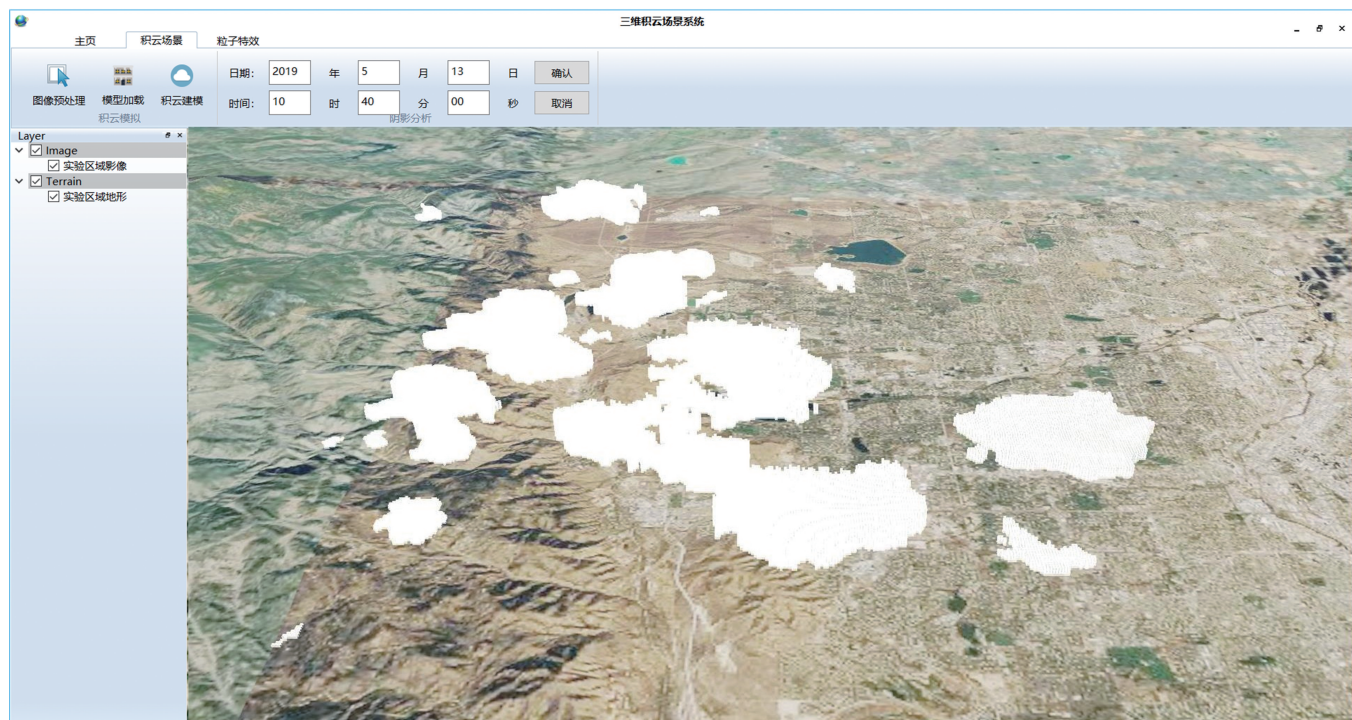 三维积云场景系统
主页 积云场景 粒子特效
日期: 2019 年 5 月 13 日 确认
图像预处理 模型加载 积云建模
时间: 10 时 40 分 00 秒 取消
积云模拟 阴影分析
Layer
Image
实验区域影像
Terrain
实验区域地形